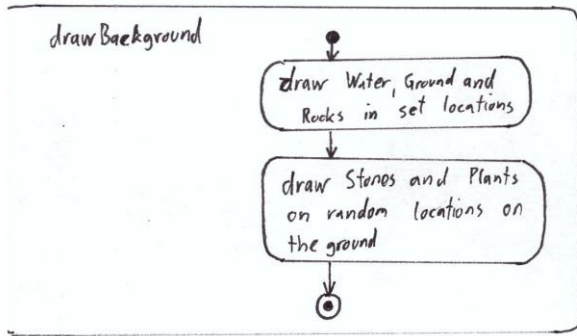 drawBackground
draw Water, Ground and
Rocks in set locations
draw Stones and Plants
on random locations on
the ground